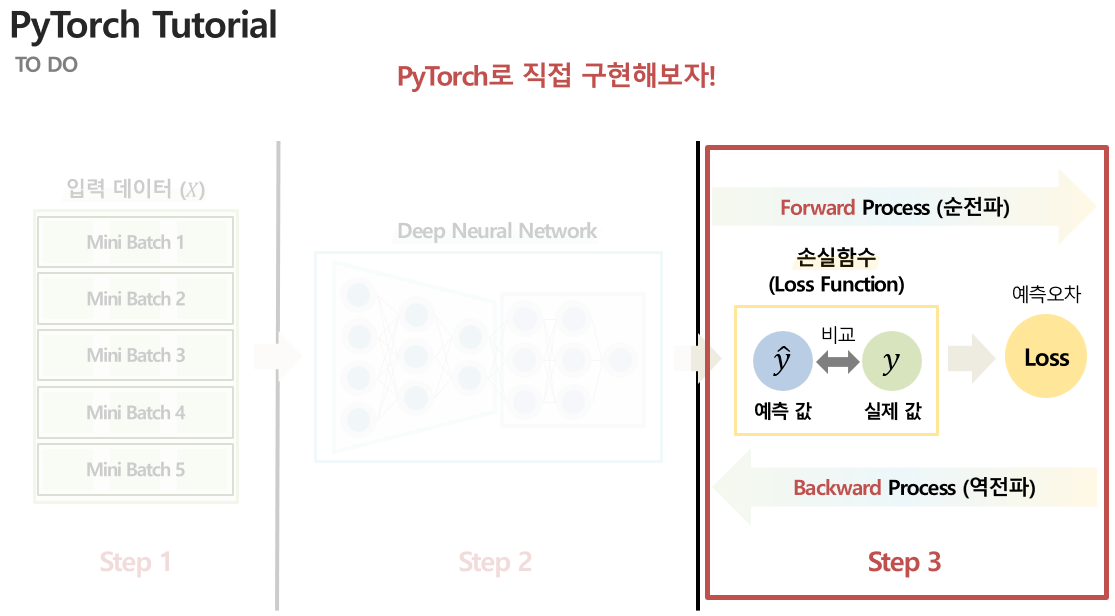 PyTorch Tutorial
TO DO
PyTorch로 직접 구현해보자!
입력 데이터 (X)
Mini Batch 1
Mini Batch 2
Mini Batch 3
Mini Batch 4
Mini Batch 5
Step 1
Deep Neural Network
Step 2
Forward Process (순전파)
손실함수
(Loss Function)
ŷ
비교
y
예측 값
실제 값
예측오차
Loss
Backward Process (역전파)
Step 3